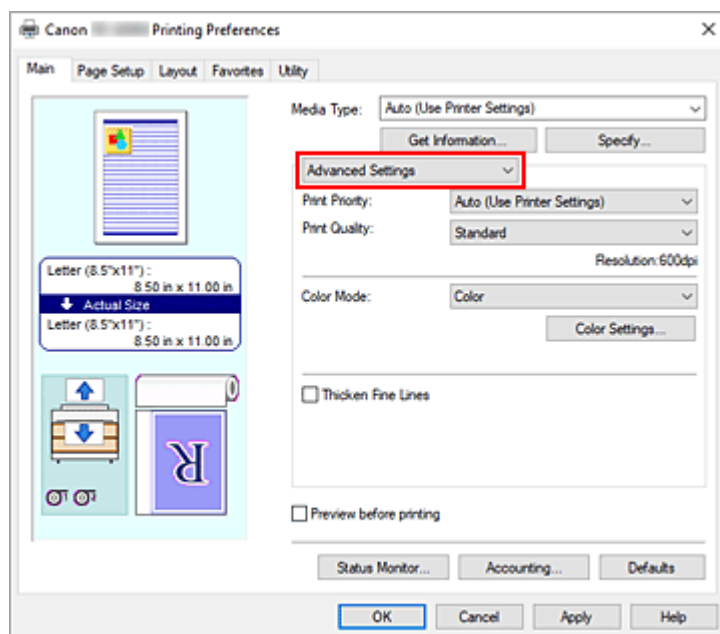 Canon Printing Preferences
Main Page Setup Layout Favorites Utility
Media Type: Auto (Use Printer Settings)
Get Information... Specify...
Advanced Settings
Print Priority: Auto (Use Printer Settings)
Print Quality: Standard
Resolution:600dpi
Color Mode: Color
Color Settings...
Thicken Fine Lines
Letter (8.5"x11") :
8.50 in x 11.00 in
Actual Size
Letter (8.5"x11") :
8.50 in x 11.00 in
R
Preview before printing
Status Monitor... Accounting... Defaults
OK Cancel Apply Help